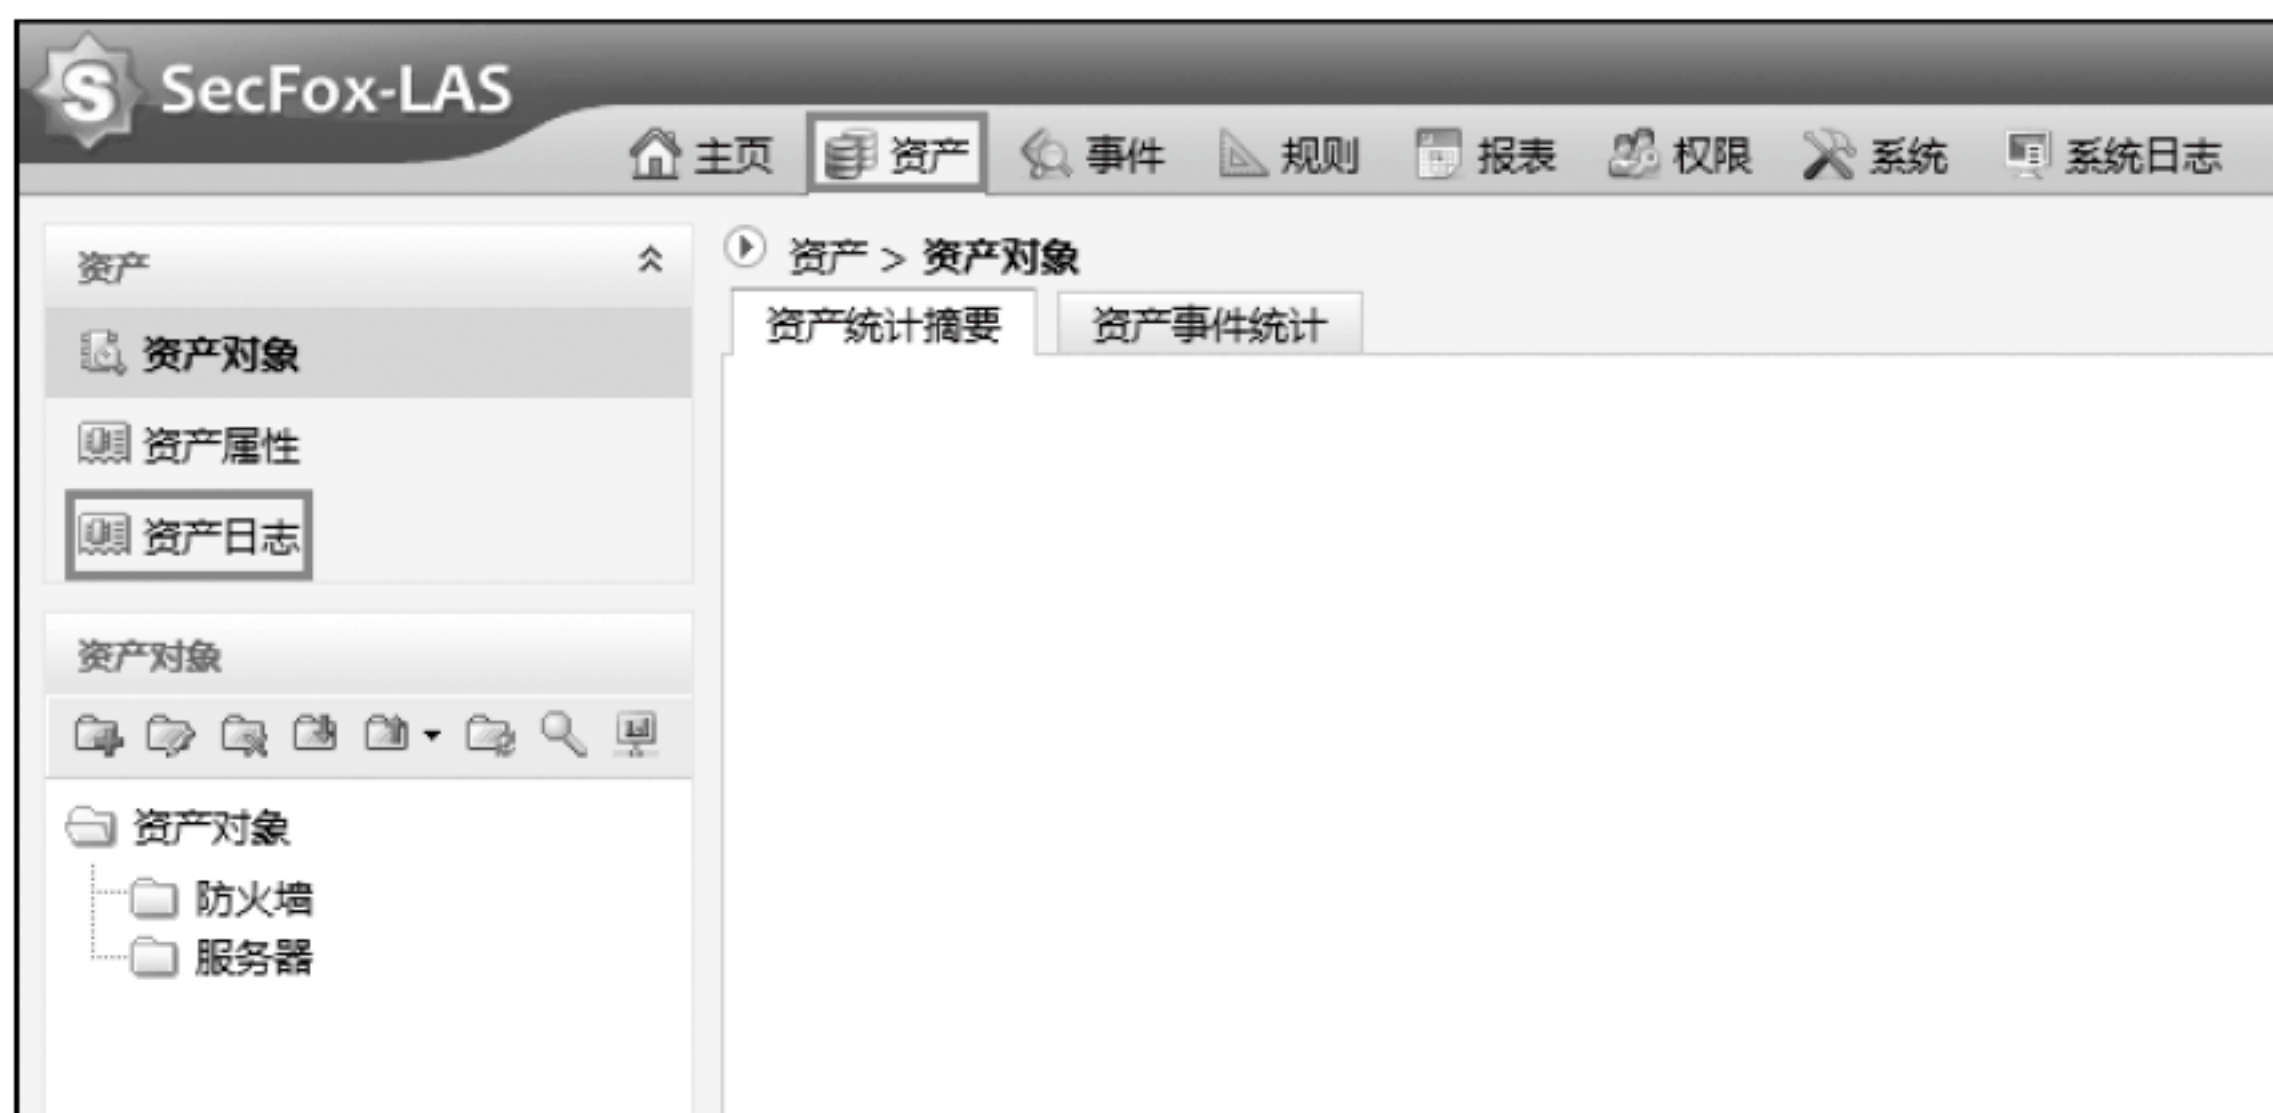 SecFox-LAS
主页 资产 事件 规则 报表 权限 系统 系统日志
资产
资产对象
资产属性
资产日志
资产对象
资产对象
防火墙
服务器
资产 > 资产对象
资产统计摘要 资产事件统计